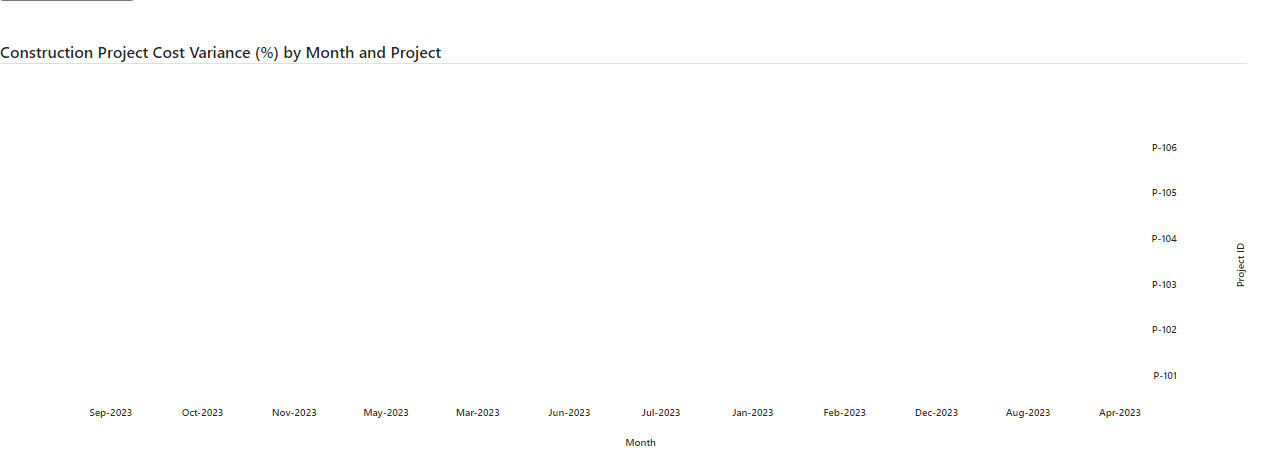 Construction Project Cost Variance (%) by Month and Project
P-106
P-105
P-104
P-103
P-102
P-101
Project ID
Sep-2023 Oct-2023 Nov-2023 May-2023 Mar-2023 Jun-2023 Jul-2023 Jan-2023 Feb-2023 Dec-2023 Aug-2023 Apr-2023
Month